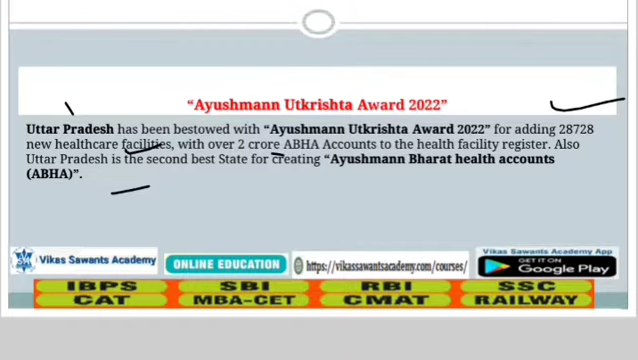 “Ayushmann Utkrishta Award 2022”
Uttar Pradesh has been bestowed with “Ayushmann Utkrishta Award 2022” for adding 28728
new healthcare facilities, with over 2 crore ABHA Accounts to the health facility register. Also
Uttar Pradesh is the second best State for creating “Ayushmann Bharat health accounts
(ABHA)”.
Vikas Sawants Academy App
Vikas Sawants Academy ONLINE EDUCATION https://vikassawantsacademy.com/courses/ GET IT ON Google Play
IBPS SBI RBI SSC
CAT MBA-CET CMAT RAILWAY